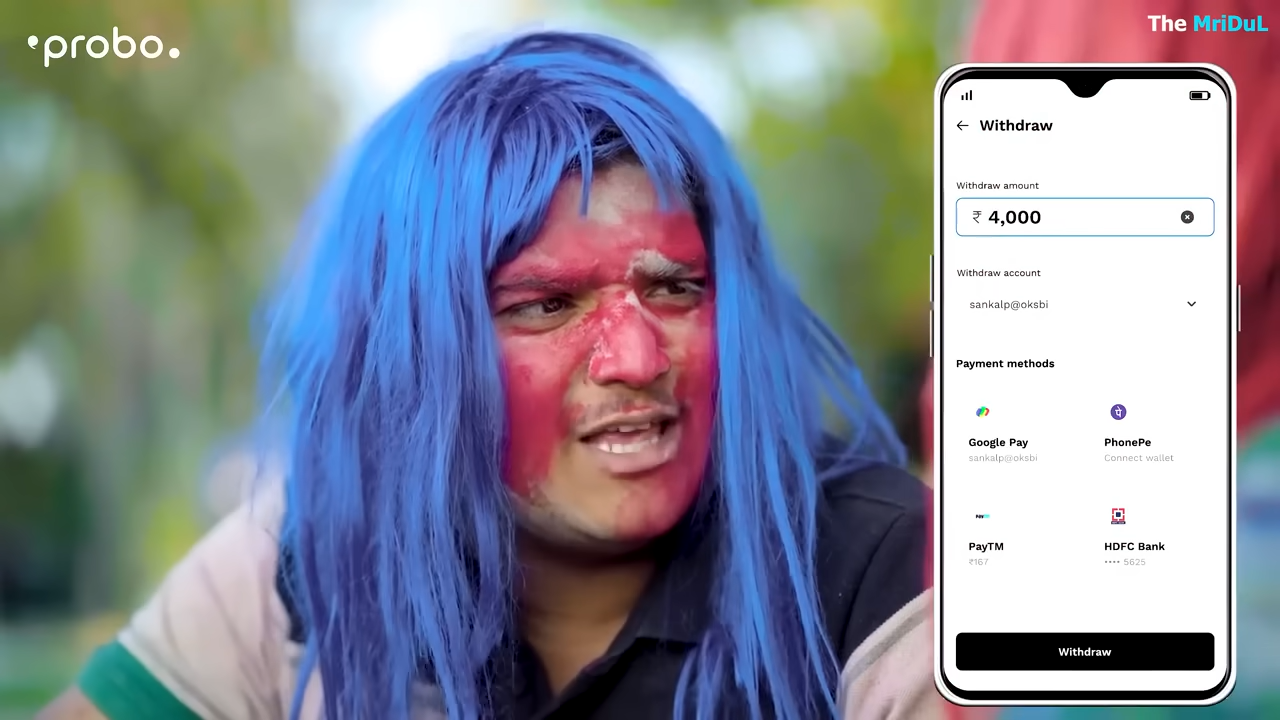 probo.
The MriDuL
Withdraw
Withdraw amount
₹ 4,000
Withdraw account
sankalp@oksbi
Payment methods
Google Pay
sankalp@oksbi
PhonePe
Connect wallet
PayTM
₹167
HDFC Bank
•••• 5625
Withdraw